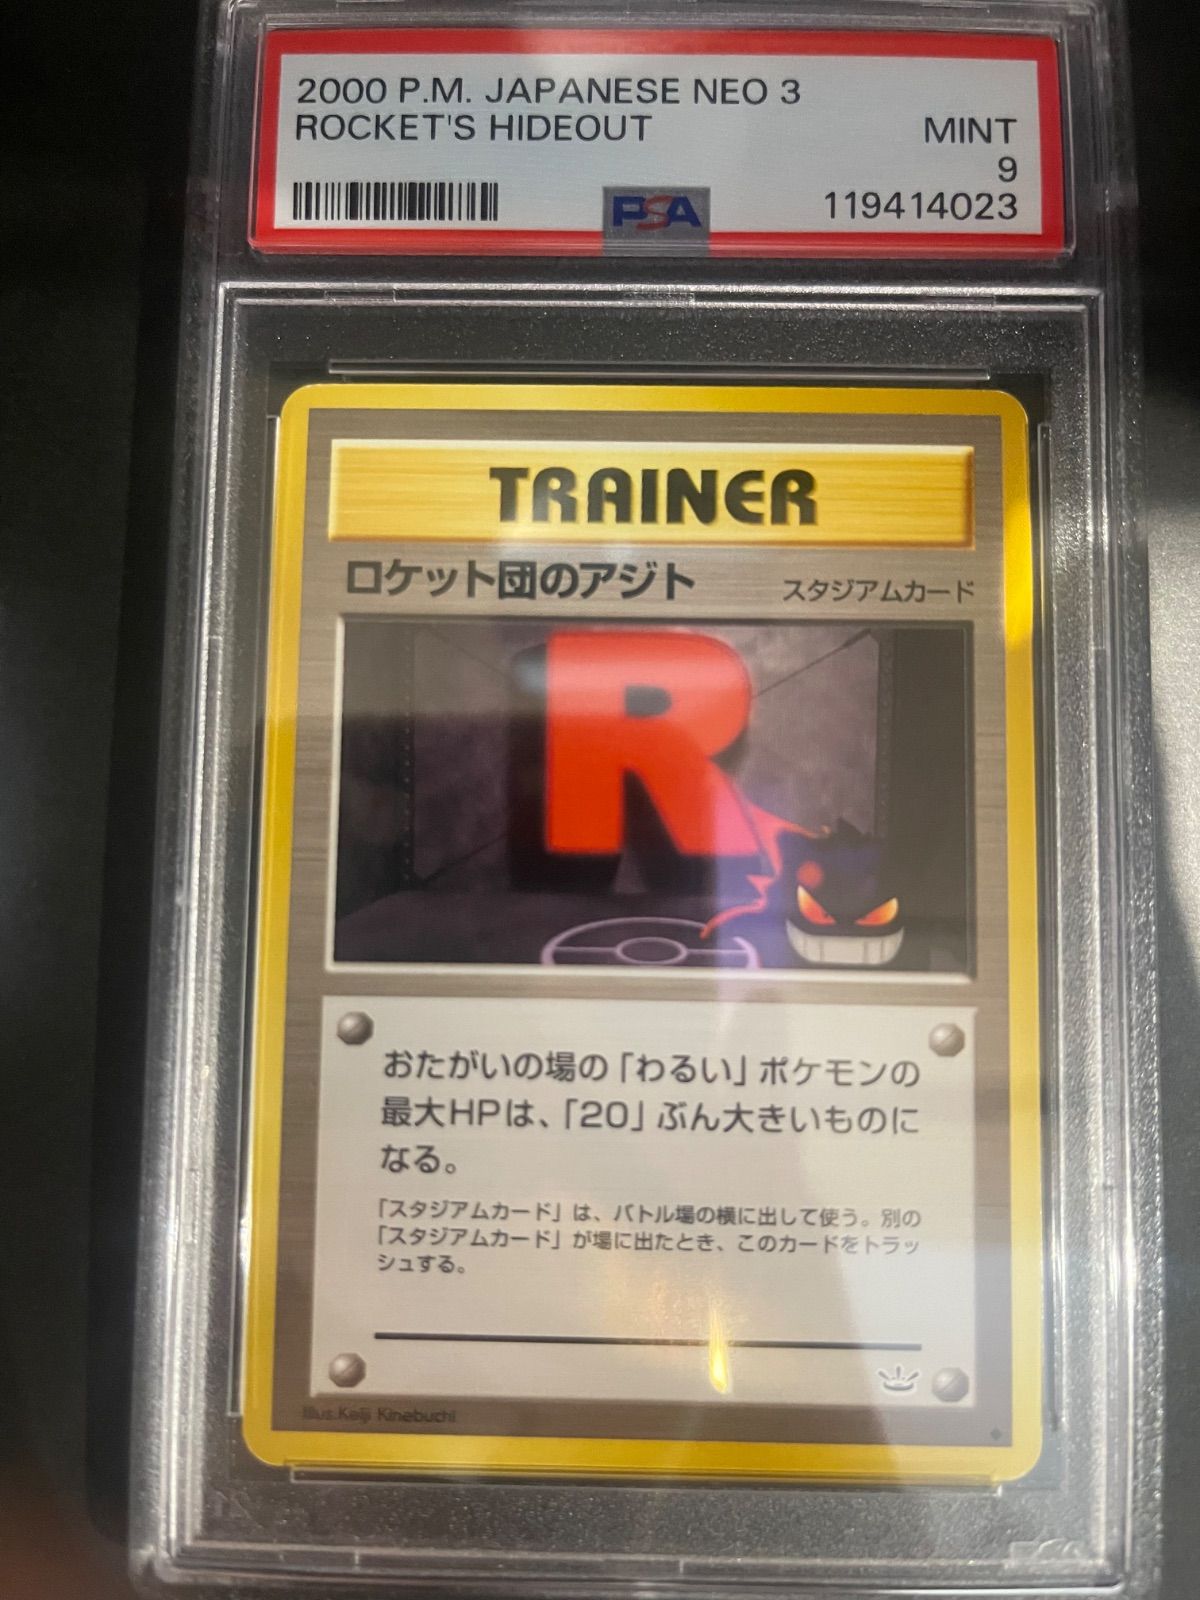 2000 P.M. JAPANESE NEO 3
ROCKET'S HIDEOUT
MINT
9
PSA
119414023
TRAINER
ロケット団のアジト
スタジアムカード
R
おたがいの場の「わるい」ポケモンの
最大HPは、「20」ぶん大きいものに
なる。
「スタジアムカード」は、バトル場の横に出して使う。別の
「スタジアムカード」が場に出たとき、このカードをトラッ
シュする。
Illus.Keiji Kinebuchi